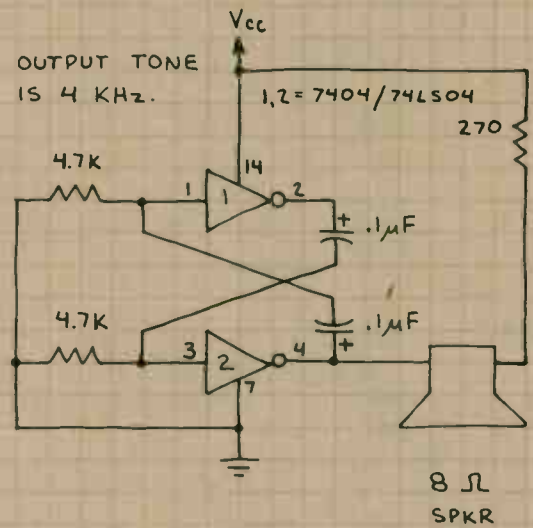 Vcc
OUTPUT TONE
IS 4 KHz.
1,2 = 7404/74LS04
270
4.7K
14
1
1
2
+
.1μF
4.7K
.1μF
+
3
2
4
7
8 Ω
SPKR